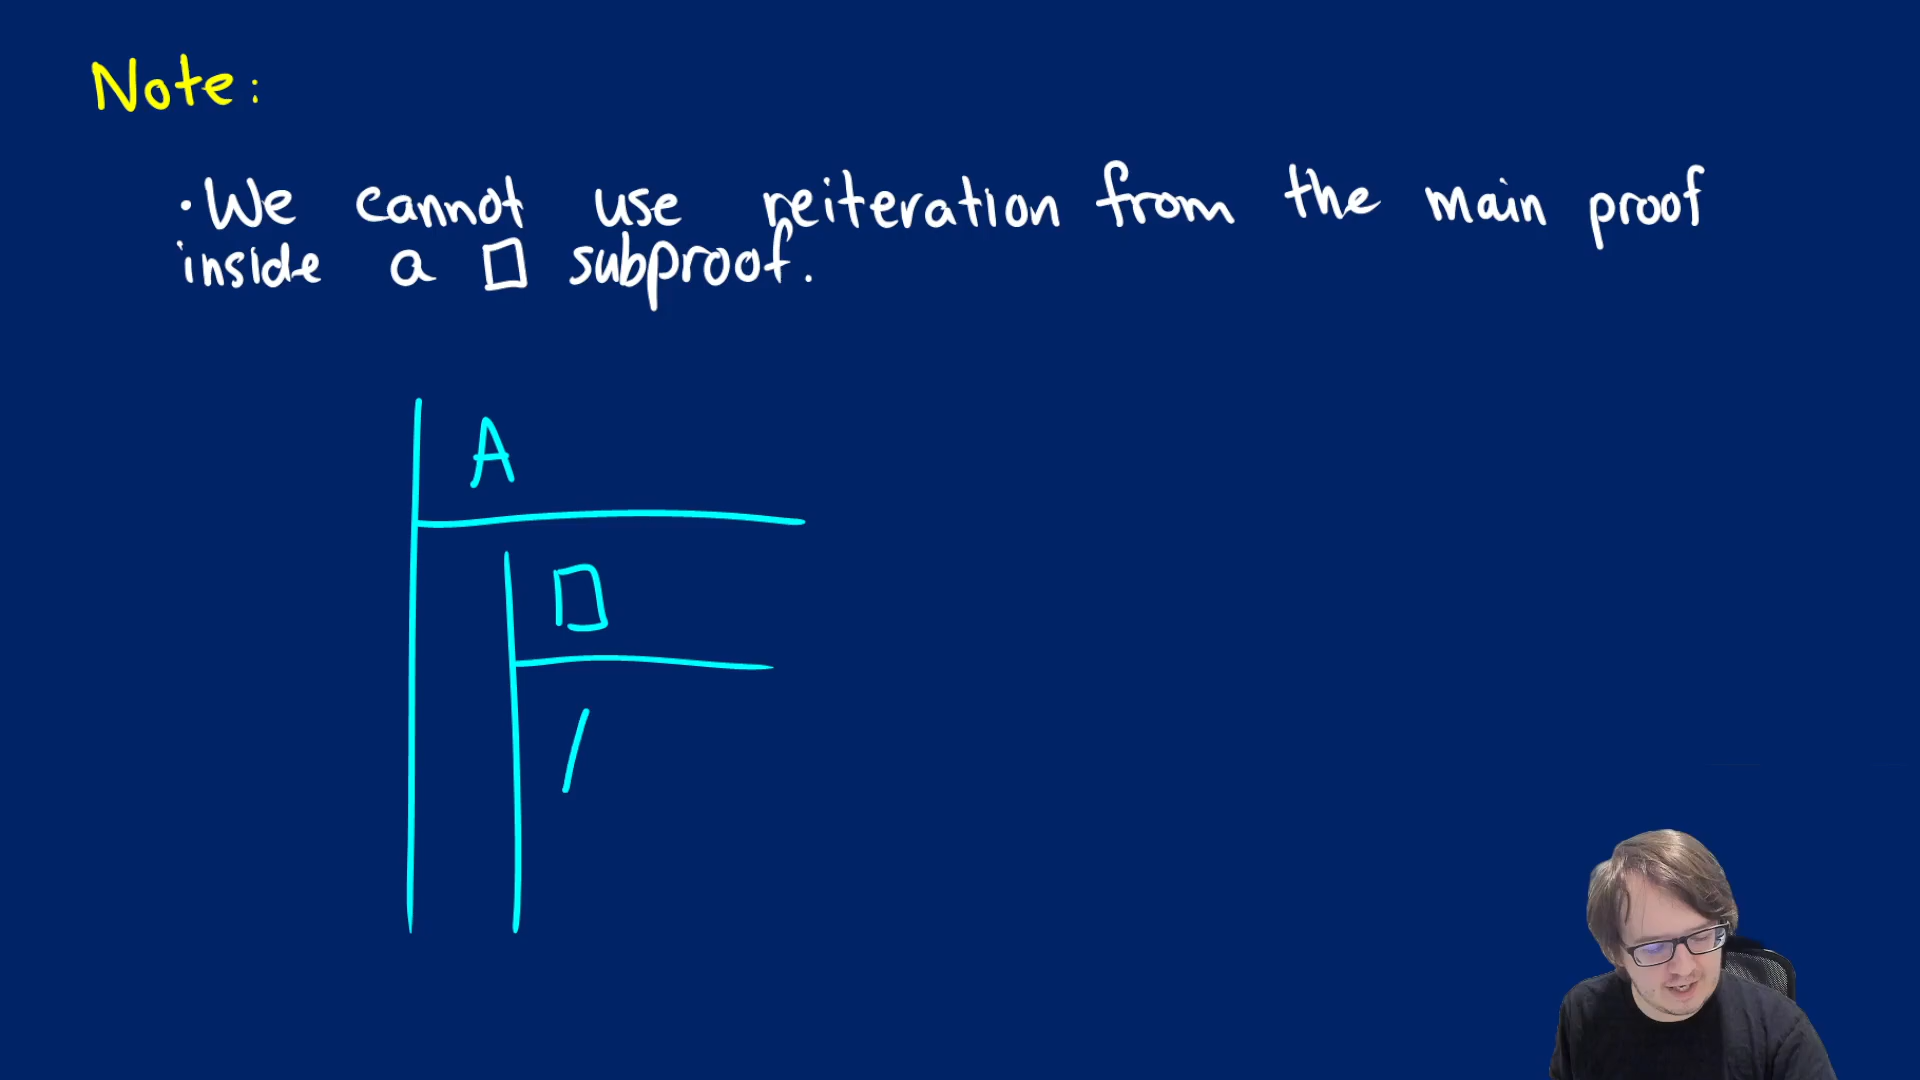 Note:
• We cannot use reiteration from the main proof
inside a □ subproof.
A
□
/